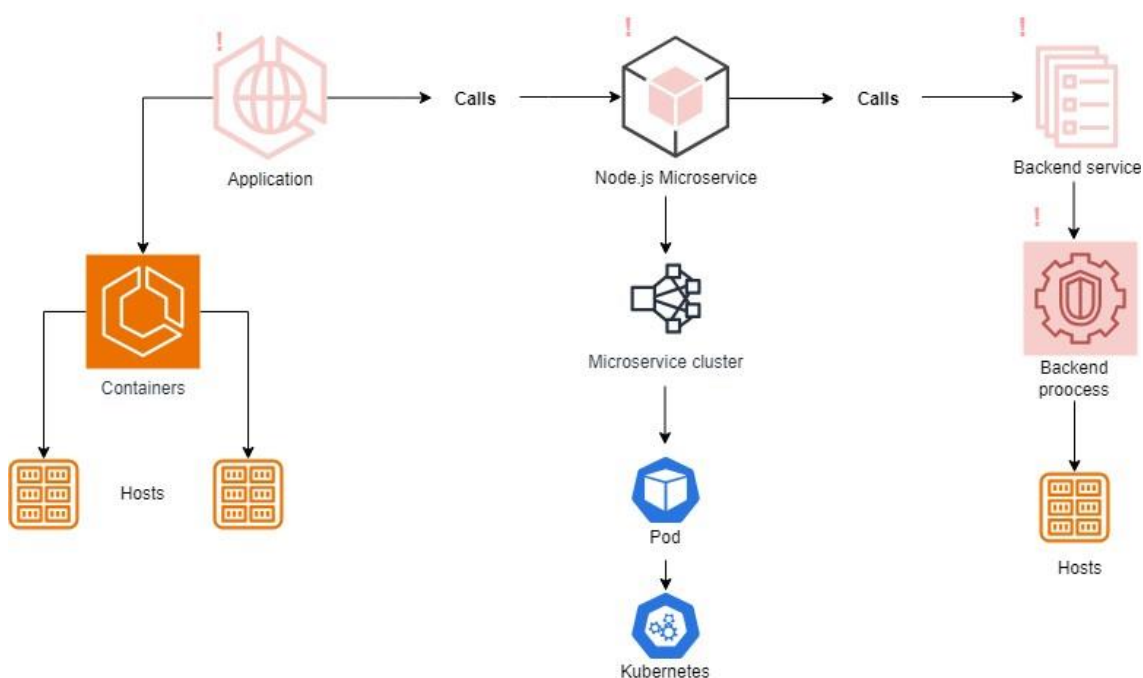 !
!
!
Calls
Calls
Application
Node.js Microservice
Backend service
!
Containers
Microservice cluster
Backend
proocess
Hosts
Pod
Hosts
Kubernetes